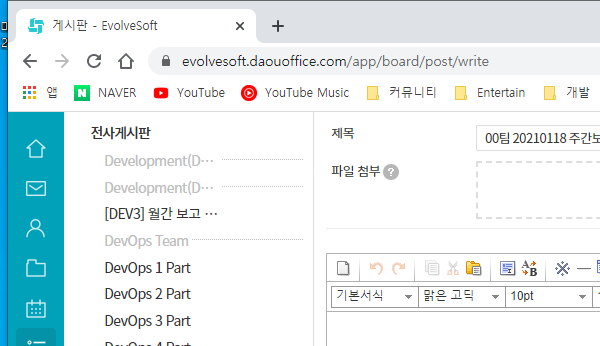 게시판 - EvolveSoft
evolvesoft.daouoffice.com/app/board/post/write
앱 NAVER YouTube YouTube Music 커뮤니티 Entertain 개발
전사게시판
Development(D···
Development(D···
[DEV3] 월간 보고 ···
DevOps Team
DevOps 1 Part
DevOps 2 Part
DevOps 3 Part
DevOps 4 Part
제목 00팀 20210118 주간보
파일 첨부 ?
기본서식 맑은 고딕 10pt